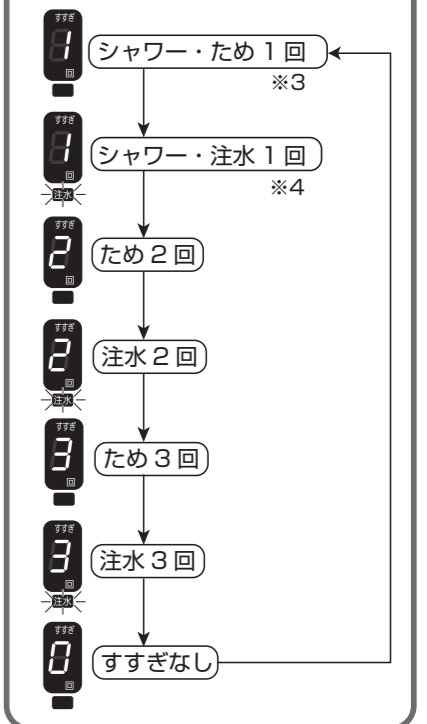 すすぎ
1
回
シャワー・ため 1 回
※3
すすぎ
1
回
注水
シャワー・注水 1 回
※4
すすぎ
2
回
ため 2 回
すすぎ
2
回
注水
注水 2 回
すすぎ
3
回
ため 3 回
すすぎ
3
回
注水
注水 3 回
すすぎ
0
回
すすぎなし